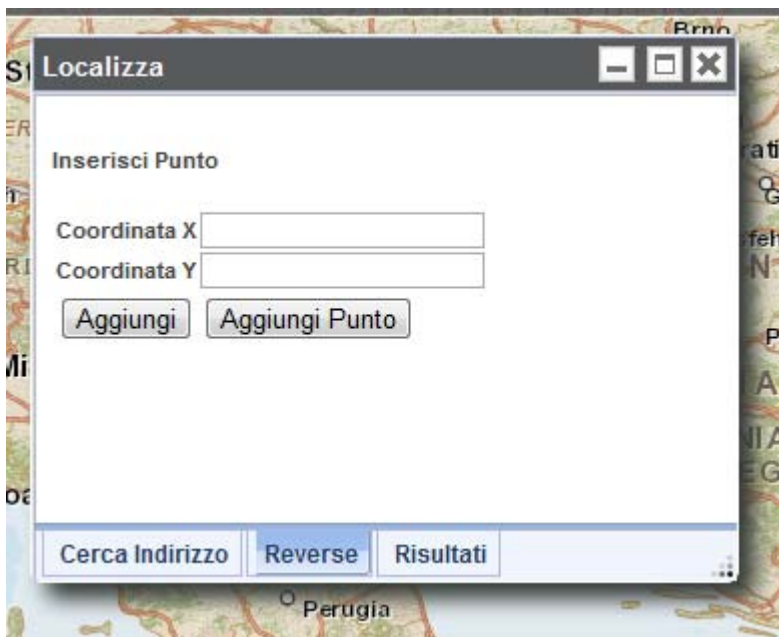 Brno
Localizza
Inserisci Punto
Coordinata X
Coordinata Y
Aggiungi Aggiungi Punto
Cerca Indirizzo Reverse Risultati
Perugia